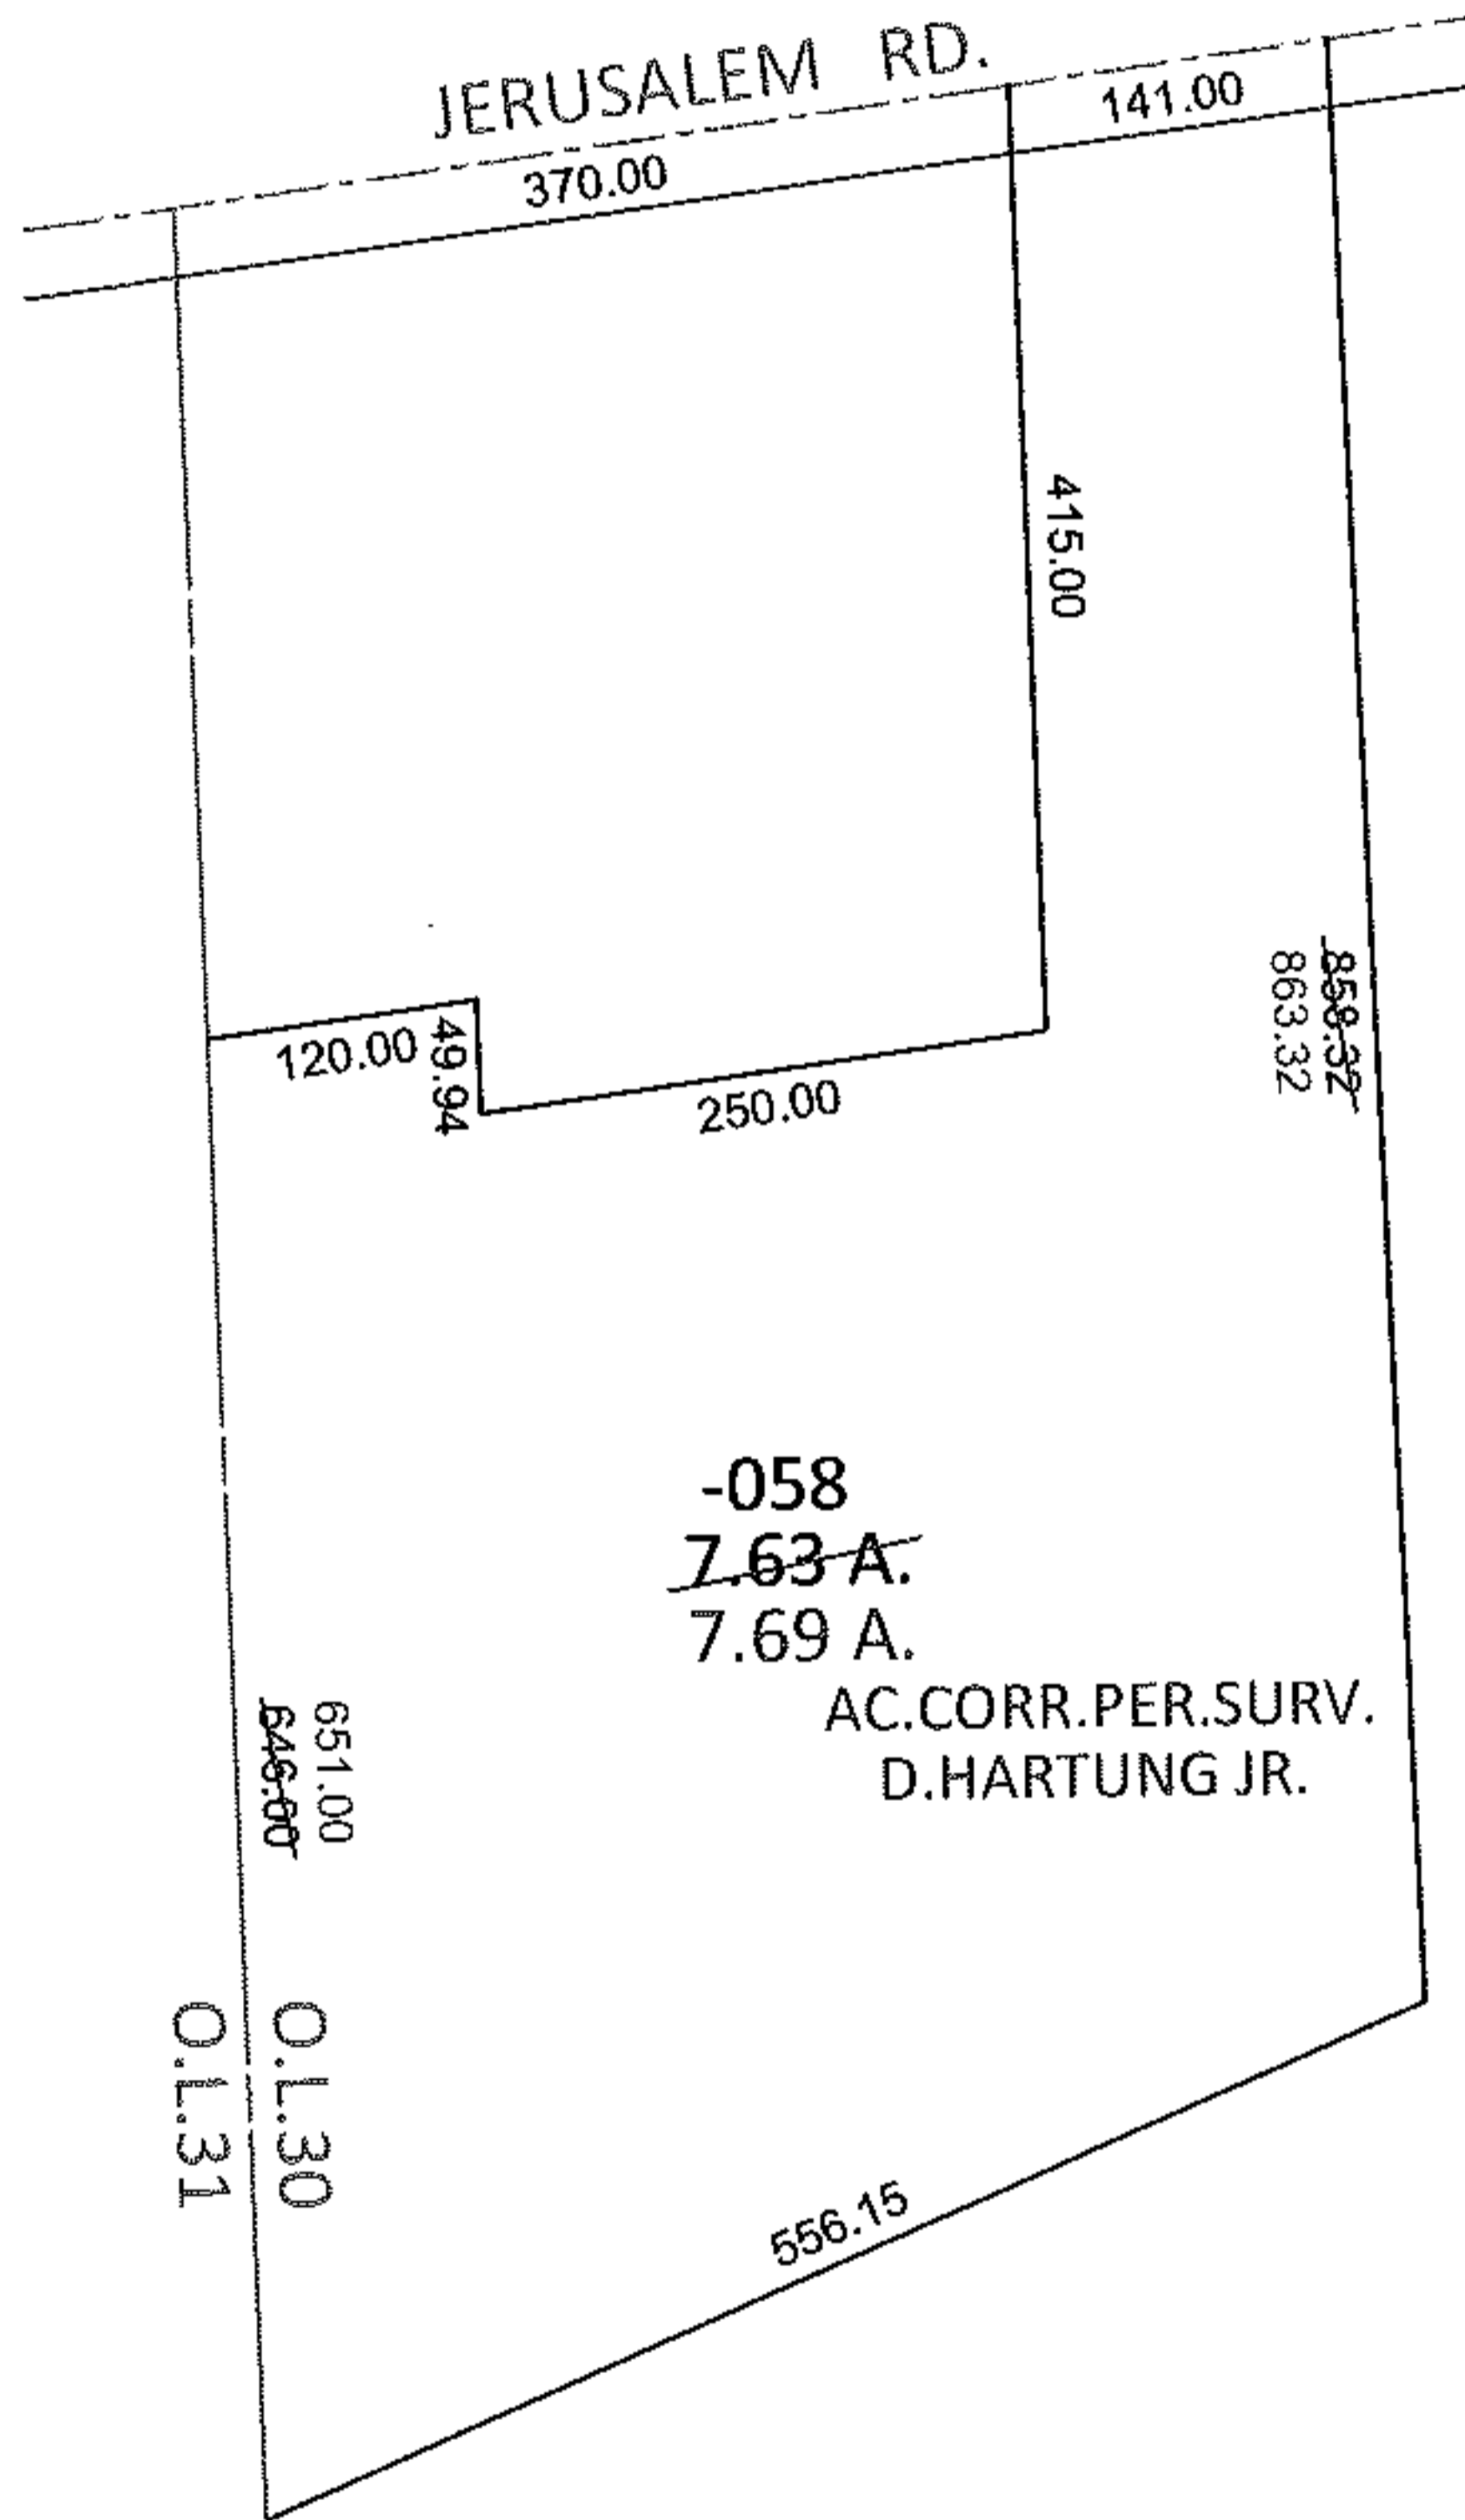 JERUSALEM RD.
141.00
370.00
415.00
858.32
863.32
120.00
49.94
250.00
-058
7.63 A.
7.69 A.
AC.CORR.PER.SURV.
D.HARTUNG JR.
651.00
646.00
O.L.30
O.L.31
556.15